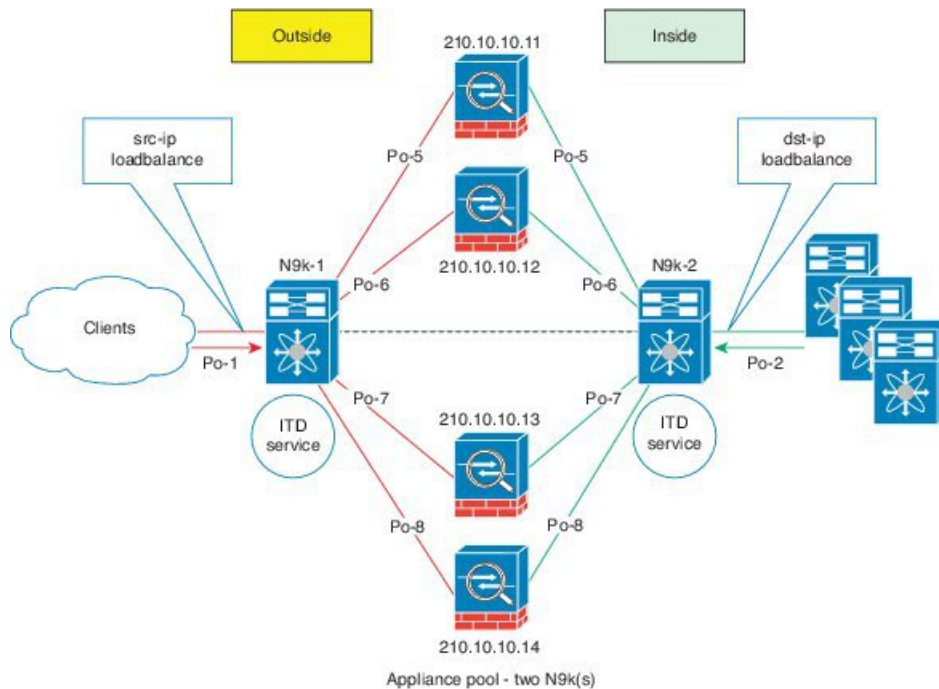 Outside
210.10.10.11
Inside
src-ip
loadbalance
dst-ip
loadbalance
Po-5
Po-5
N9k-1
Po-6
210.10.10.12
Po-6
N9k-2
Clients
Po-1
Po-2
ITD
service
Po-7
210.10.10.13
Po-7
ITD
service
Po-8
Po-8
210.10.10.14
Appliance pool - two N9k(s)